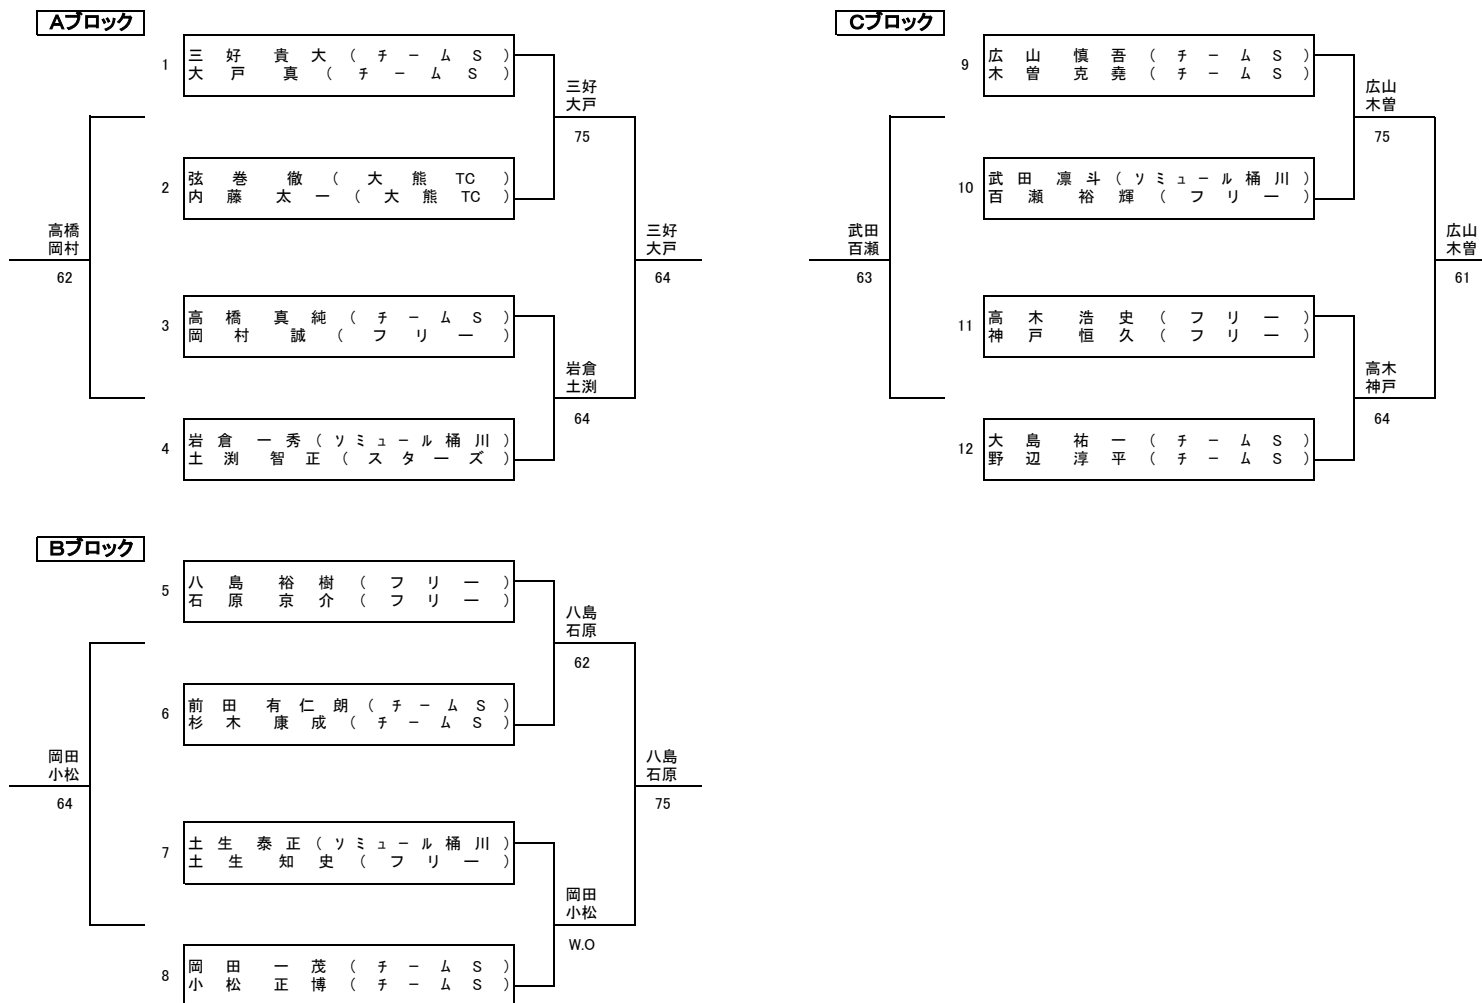 Aブロック
1
三好 貴大(チームS)
大戸 真(チームS)
三好
大戸
75
2
弦巻 徹(大熊TC)
内藤 太一(大熊TC)
高橋
岡村
62
三好
大戸
64
3
高橋 真純(チームS)
岡村 誠(フリー)
岩倉
土渕
64
4
岩倉 一秀(ソミュール桶川)
土渕 智正(スターズ)
Bブロック
5
八島 裕樹(フリー)
石原 京介(フリー)
八島
石原
62
6
前田 有仁朗(チームS)
杉木 康成(チームS)
岡田
小松
64
八島
石原
75
7
土生 泰正(ソミュール桶川)
土生 知史(フリー)
岡田
小松
W.O
8
岡田 一茂(チームS)
小松 正博(チームS)
Cブロック
9
広山 慎吾(チームS)
木曽 克堯(チームS)
広山
木曽
75
10
武田 凛斗(ソミュール桶川)
百瀬 裕輝(フリー)
武田
百瀬
63
広山
木曽
61
11
高木 浩史(フリー)
神戸 恒久(フリー)
高木
神戸
64
12
大島 祐一(チームS)
野辺 淳平(チームS)